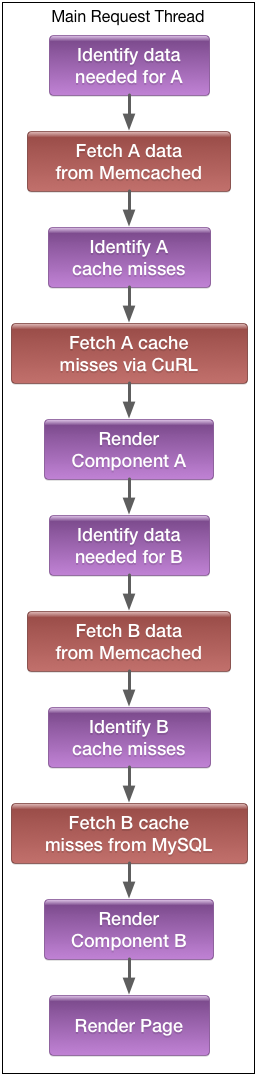 Main Request Thread
Identify data
needed for A
Fetch A data
from Memcached
Identify A
cache misses
Fetch A cache
misses via CuRL
Render
Component A
Identify data
needed for B
Fetch B data
from Memcached
Identify B
cache misses
Fetch B cache
misses from MySQL
Render
Component B
Render Page